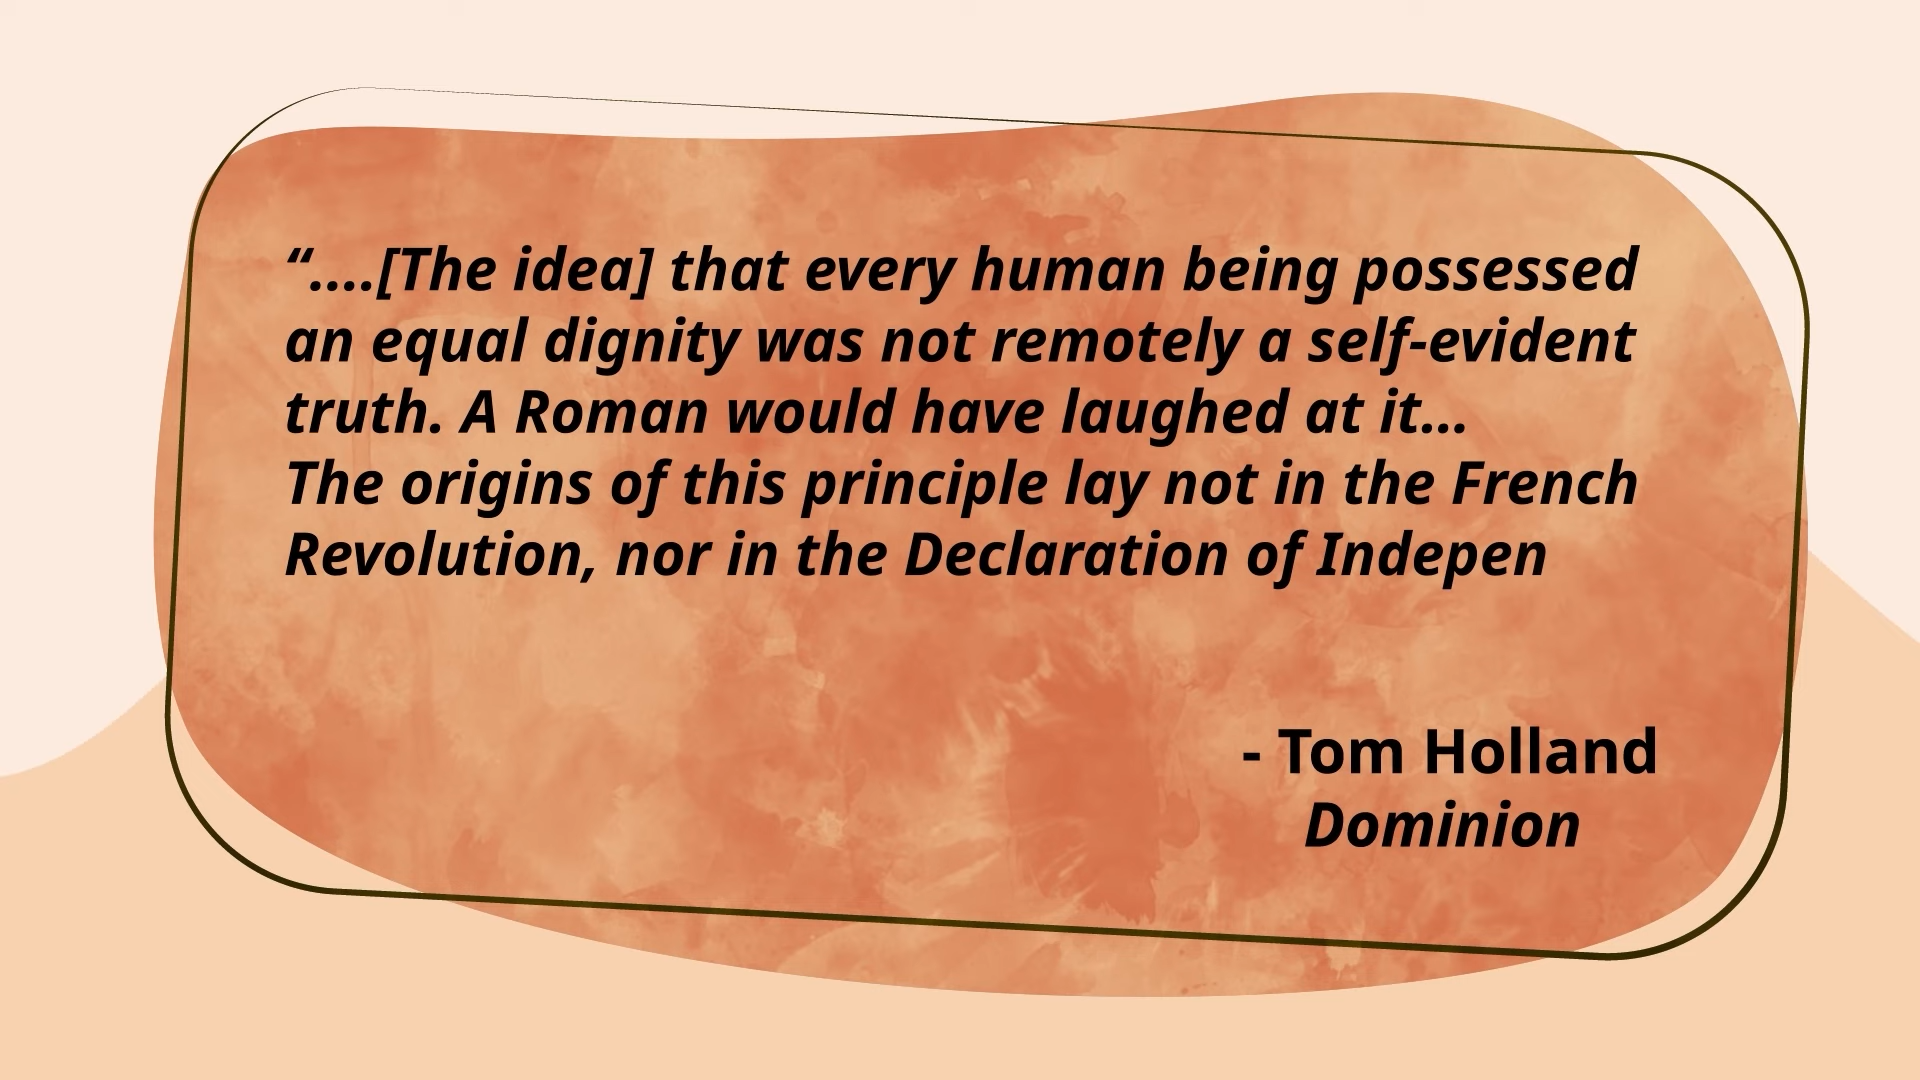 “....[The idea] that every human being possessed
an equal dignity was not remotely a self-evident
truth. A Roman would have laughed at it...
The origins of this principle lay not in the French
Revolution, nor in the Declaration of Indepen
- Tom Holland
Dominion